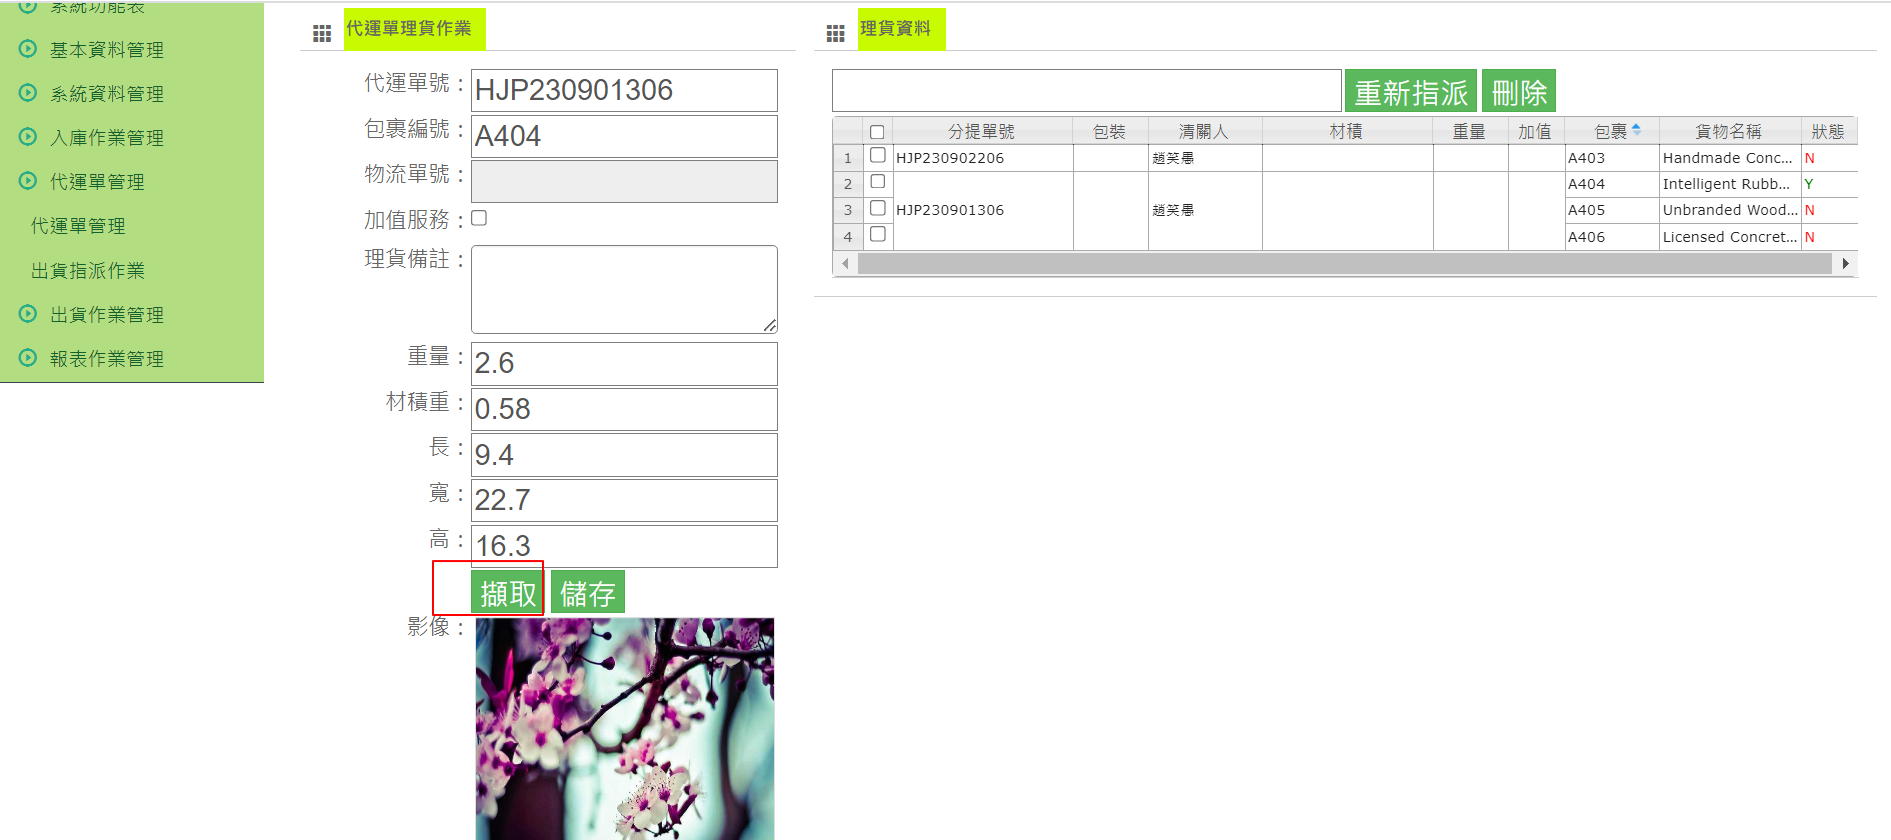 系統功能表
基本資料管理
系統資料管理
入庫作業管理
代運單管理
代運單管理
出貨指派作業
出貨作業管理
報表作業管理
代運單理貨作業
代運單號：HJP230901306
包裹編號：A404
物流單號：
加值服務：
理貨備註：
重量：2.6
材積重：0.58
長：9.4
寬：22.7
高：16.3
擷取 儲存
影像：
理貨資料
重新指派 刪除
分提單號 包裝 清關人 材積 重量 加值 包裹 貨物名稱 狀態
1 HJP230902206 趙笑愚 A403 Handmade Conc... N
2 A404 Intelligent Rubb... Y
3 HJP230901306 趙笑愚 A405 Unbranded Wood... N
4 A406 Licensed Concret... N